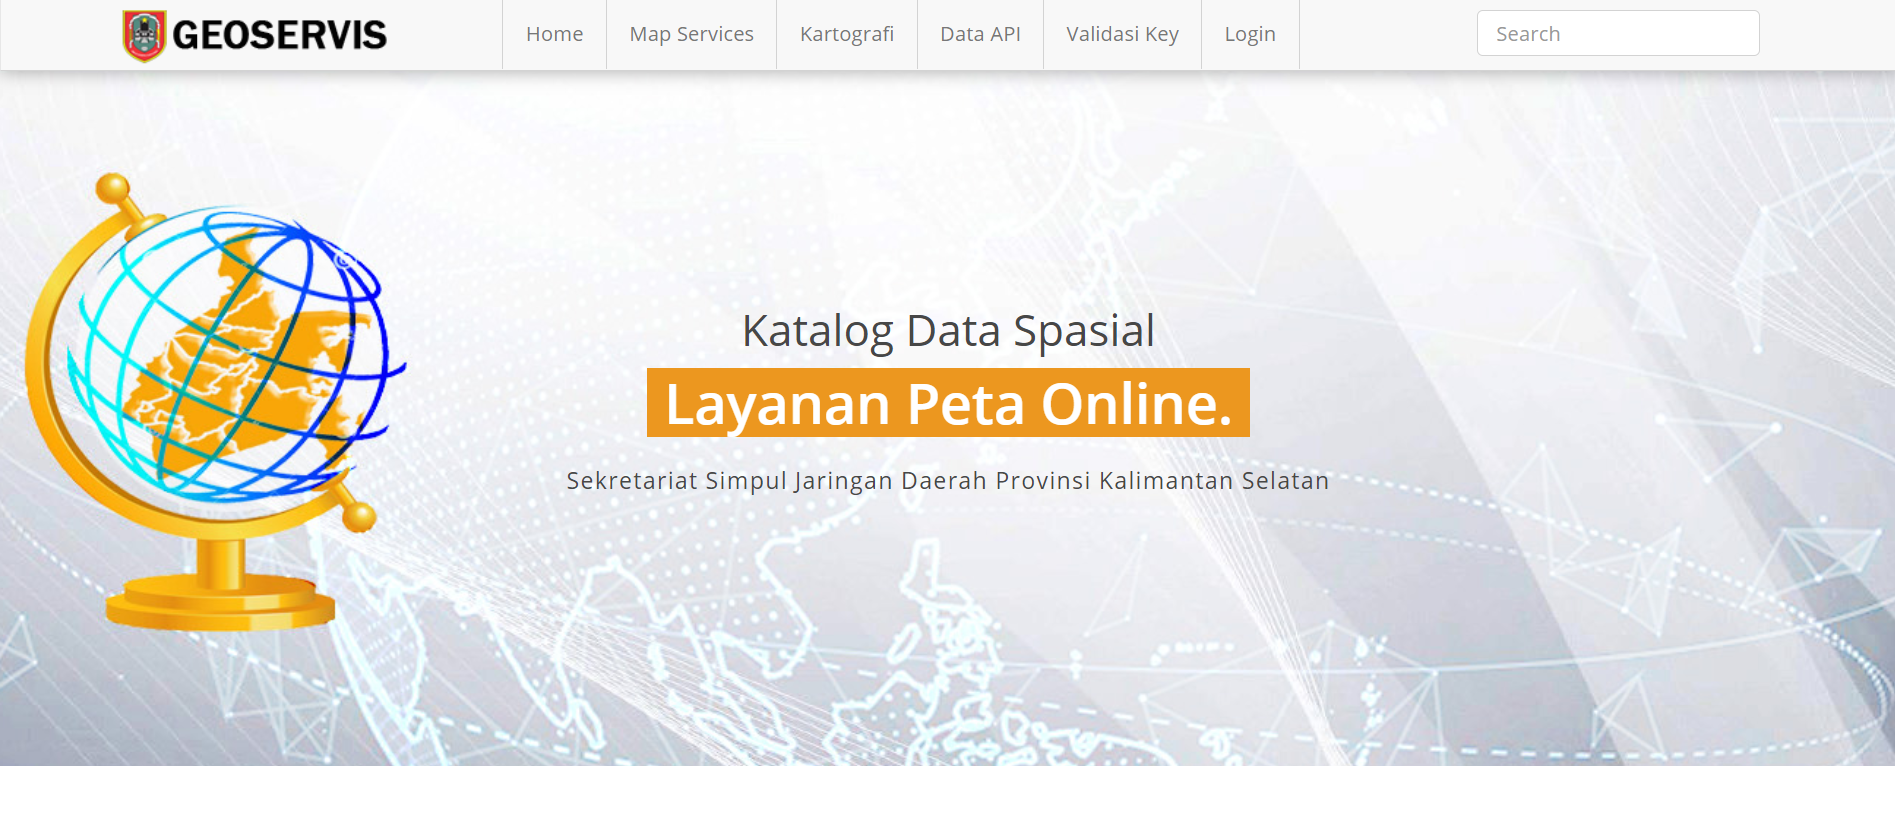 GEOSERVIS
Home
Map Services
Kartografi
Data API
Validasi Key
Login
Search
Katalog Data Spasial
Layanan Peta Online.
Sekretariat Simpul Jaringan Daerah Provinsi Kalimantan Selatan